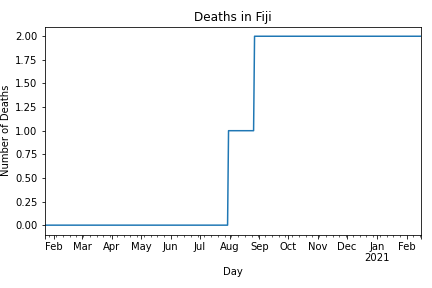 Deaths in Fiji
2.00
1.75
1.50
1.25
1.00
0.75
0.50
0.25
0.00
Number of Deaths
Feb Mar Apr May Jun Jul Aug Sep Oct Nov Dec Jan Feb
2021
Day